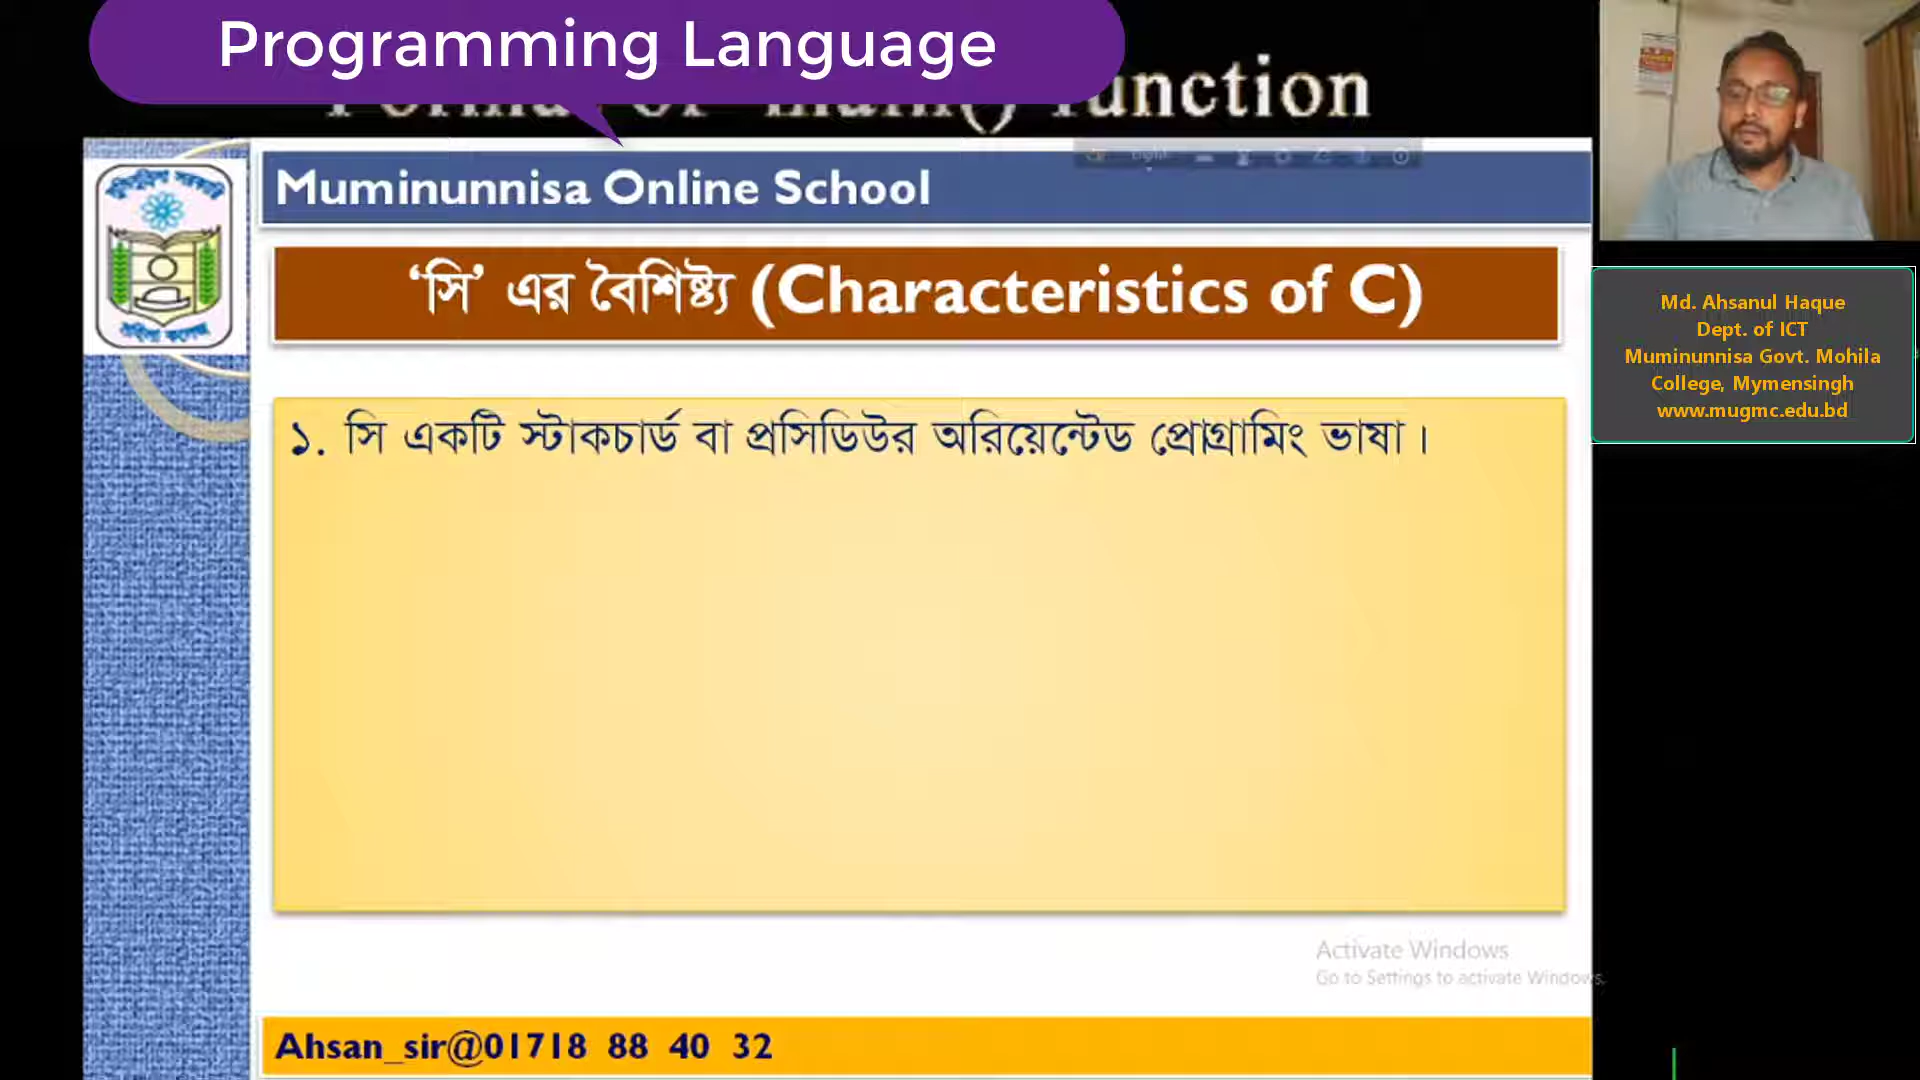 Programming Language
function
Muminunnisa Online School
‘সি’ এর বৈশিষ্ট্য (Characteristics of C)
১. সি একটি স্টাকচার্ড বা প্রসিডিউর অরিয়েন্টেড প্রোগ্রামিং ভাষা।
Md. Ahsanul Haque
Dept. of ICT
Muminunnisa Govt. Mohila
College, Mymensingh
www.mugmc.edu.bd
Activate Windows
Go to Settings to activate Windows.
Ahsan_sir@01718 88 40 32